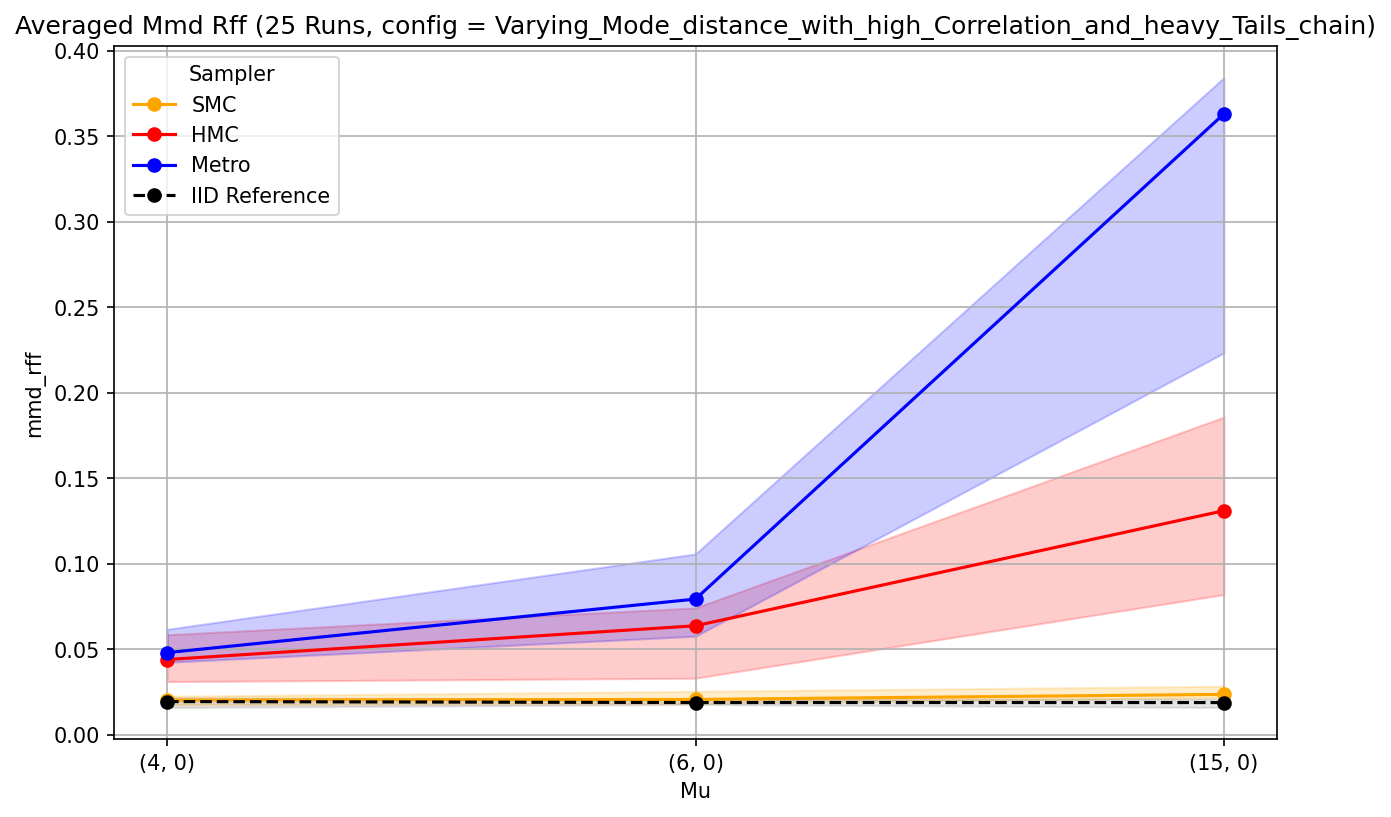 Averaged Mmd Rff (25 Runs, config = Varying_Mode_distance_with_high_Correlation_and_heavy_Tails_chain)
0.40
0.35
0.30
0.25
0.20
0.15
0.10
0.05
0.00
mmd_rff
Sampler
SMC
HMC
Metro
IID Reference
(4, 0)
(6, 0)
(15, 0)
Mu